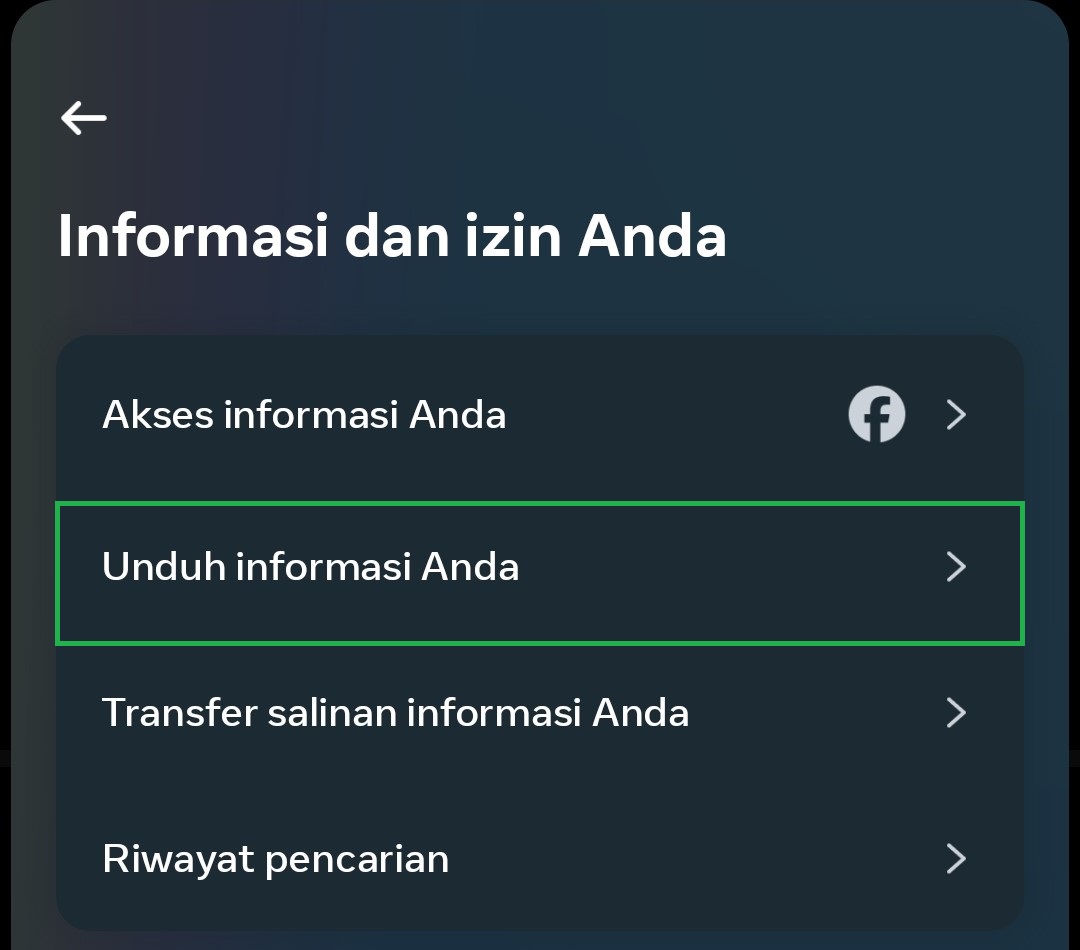 Informasi dan izin Anda
Akses informasi Anda
Unduh informasi Anda
Transfer salinan informasi Anda
Riwayat pencarian